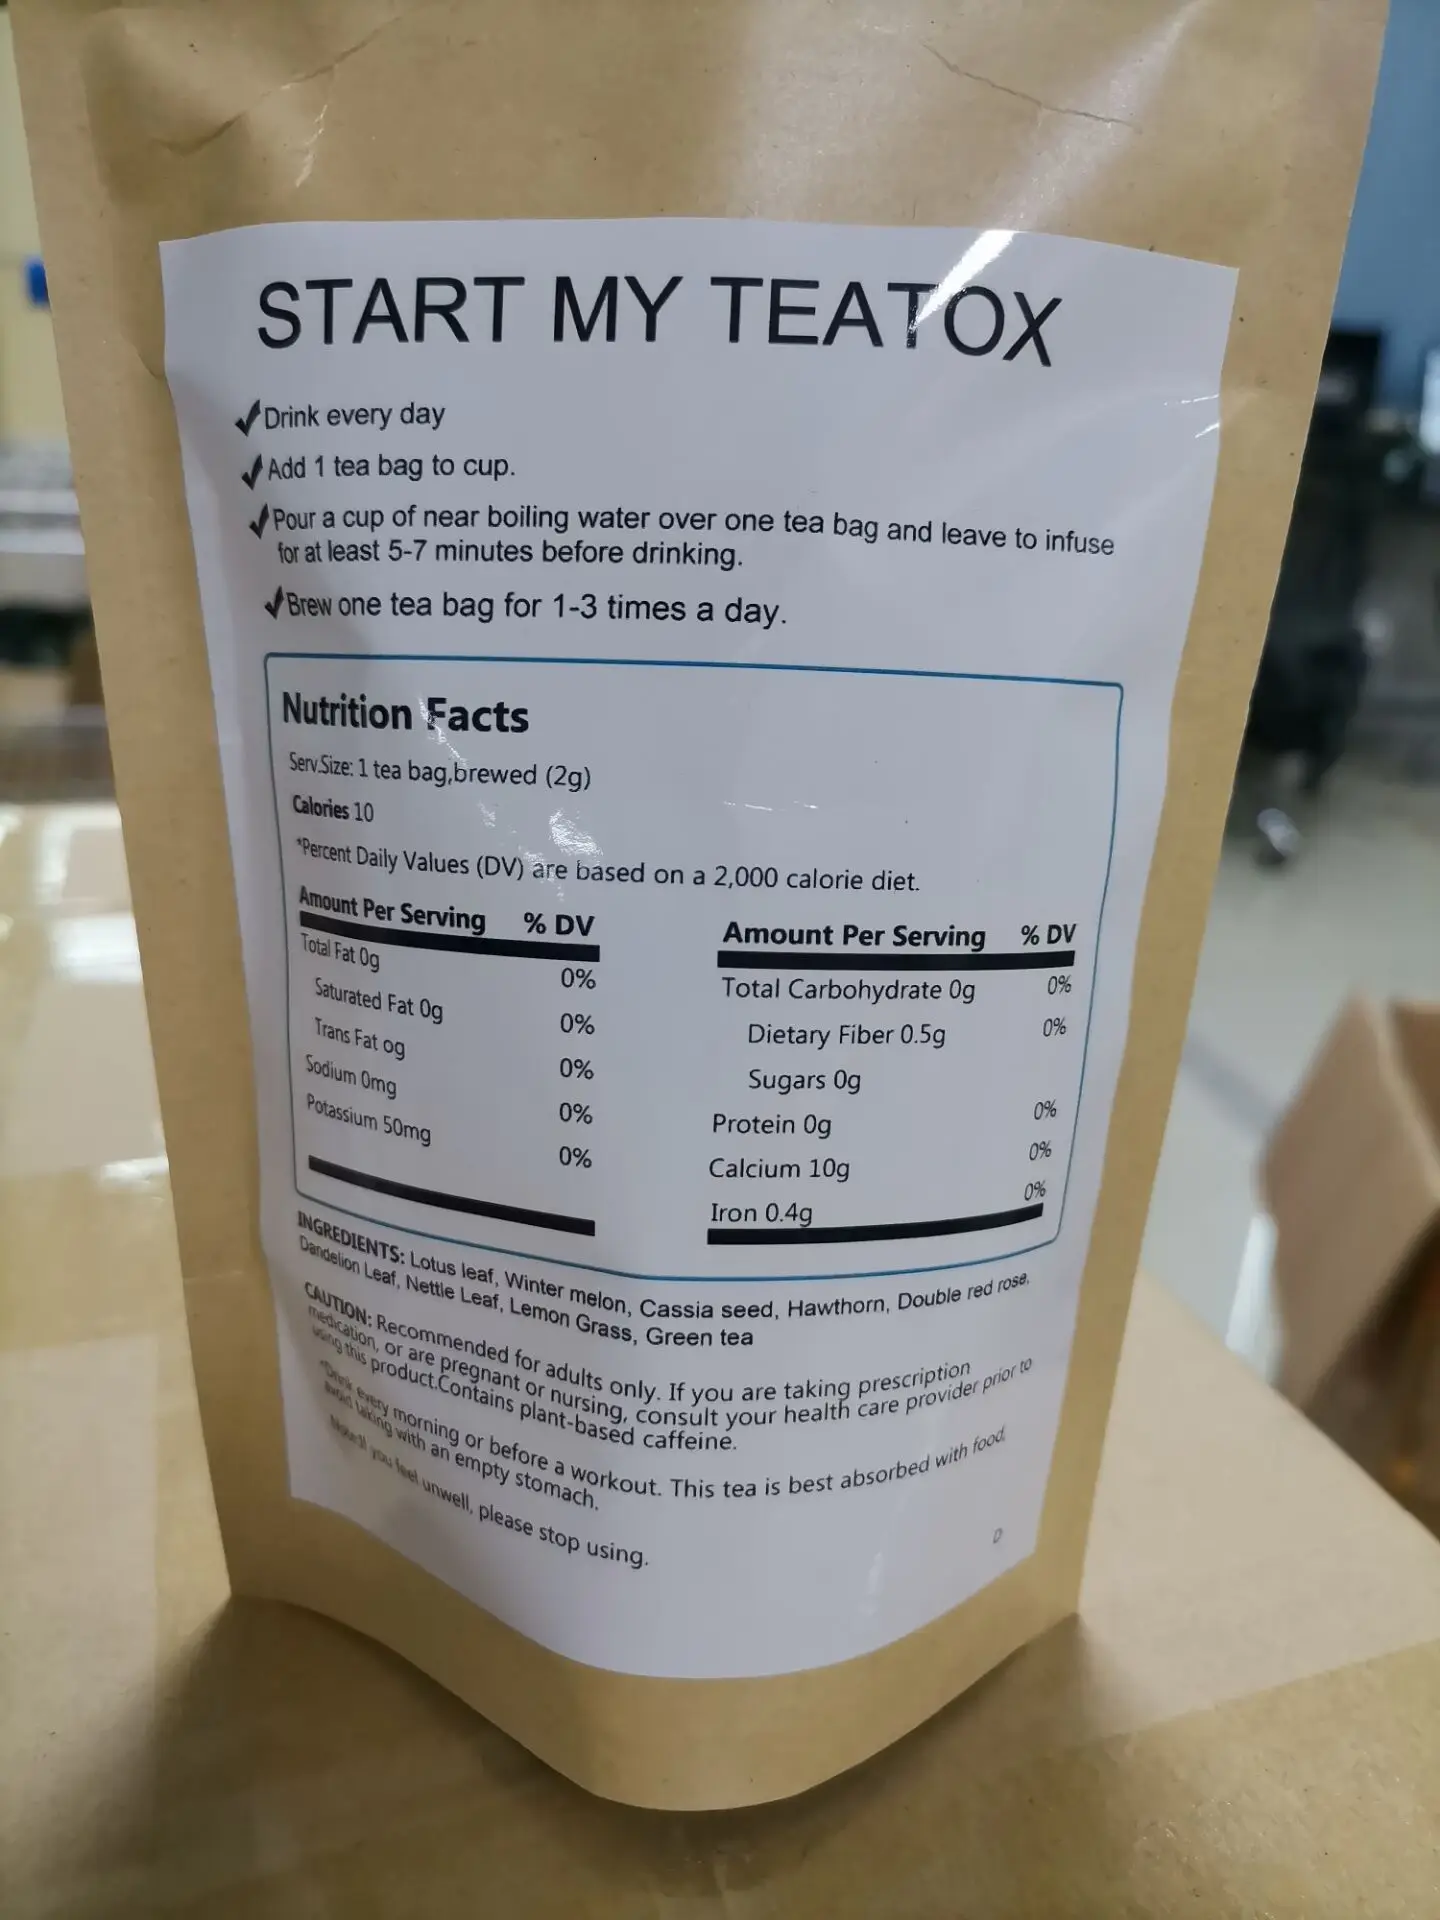 START MY TEATOX
Drink every day
Add 1 tea bag to cup.
Pour a cup of near boiling water over one tea bag and leave to infuse
for at least 5-7 minutes before drinking.
Brew one tea bag for 1-3 times a day.
Nutrition Facts
Serv.Size: 1 tea bag,brewed (2g)
Calories 10
*Percent Daily Values (DV) are based on a 2,000 calorie diet.
Amount Per Serving % DV
Total Fat 0g 0%
Saturated Fat 0g 0%
Trans Fat og 0%
Sodium 0mg 0%
Potassium 50mg 0%
Amount Per Serving % DV
Total Carbohydrate 0g 0%
Dietary Fiber 0.5g 0%
Sugars 0g
Protein 0g 0%
Calcium 10g 0%
Iron 0.4g 0%
INGREDIENTS: Lotus leaf, Winter melon, Cassia seed, Hawthorn, Double red rose,
Dandelion Leaf, Nettle Leaf, Lemon Grass, Green tea
CAUTION: Recommended for adults only. If you are taking prescription
medication, or are pregnant or nursing, consult your health care provider prior to
using this product.Contains plant-based caffeine.
*Drink every morning or before a workout. This tea is best absorbed with food,
avoid taking with an empty stomach.
you feel unwell, please stop using.
D